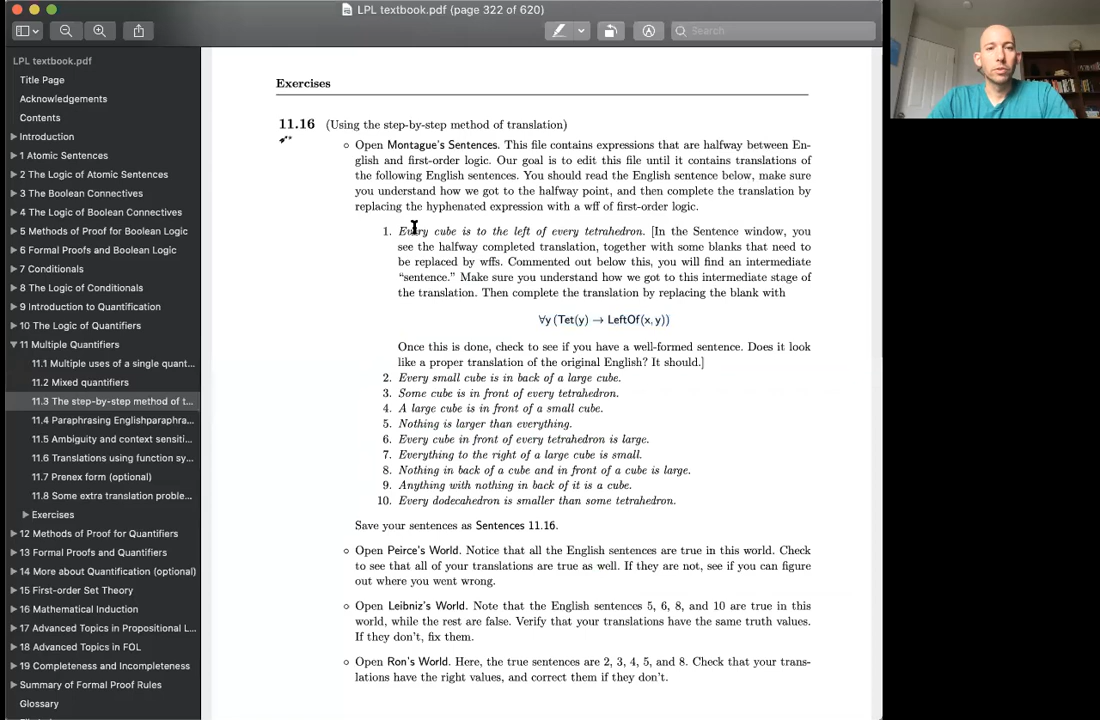 LPL textbook.pdf (page 322 of 620)
Search
LPL textbook.pdf
Title Page
Acknowledgements
Contents
Introduction
1 Atomic Sentences
2 The Logic of Atomic Sentences
3 The Boolean Connectives
4 The Logic of Boolean Connectives
5 Methods of Proof for Boolean Logic
6 Formal Proofs and Boolean Logic
7 Conditionals
8 The Logic of Conditionals
9 Introduction to Quantification
10 The Logic of Quantifiers
11 Multiple Quantifiers
11.1 Multiple uses of a single quant...
11.2 Mixed quantifiers
11.3 The step-by-step method of t...
11.4 Paraphrasing Englishparaphra...
11.5 Ambiguity and context sensiti...
11.6 Translations using function sy...
11.7 Prenex form (optional)
11.8 Some extra translation proble...
Exercises
12 Methods of Proof for Quantifiers
13 Formal Proofs and Quantifiers
14 More about Quantification (optional)
15 First-order Set Theory
16 Mathematical Induction
17 Advanced Topics in Propositional L...
18 Advanced Topics in FOL
19 Completeness and Incompleteness
Summary of Formal Proof Rules
Glossary
Exercises
11.16 (Using the step-by-step method of translation)
Open Montague's Sentences. This file contains expressions that are halfway between En-
glish and first-order logic. Our goal is to edit this file until it contains translations of
the following English sentences. You should read the English sentence below, make sure
you understand how we got to the halfway point, and then complete the translation by
replacing the hyphenated expression with a wff of first-order logic.
1. Every cube is to the left of every tetrahedron. [In the Sentence window, you
see the halfway completed translation, together with some blanks that need to
be replaced by wffs. Commented out below this, you will find an intermediate
“sentence.” Make sure you understand how we got to this intermediate stage of
the translation. Then complete the translation by replacing the blank with
∀y (Tet(y) → LeftOf(x, y))
Once this is done, check to see if you have a well-formed sentence. Does it look
like a proper translation of the original English? It should.]
2. Every small cube is in back of a large cube.
3. Some cube is in front of every tetrahedron.
4. A large cube is in front of a small cube.
5. Nothing is larger than everything.
6. Every cube in front of every tetrahedron is large.
7. Everything to the right of a large cube is small.
8. Nothing in back of a cube and in front of a cube is large.
9. Anything with nothing in back of it is a cube.
10. Every dodecahedron is smaller than some tetrahedron.
Save your sentences as Sentences 11.16.
Open Peirce's World. Notice that all the English sentences are true in this world. Check
to see that all of your translations are true as well. If they are not, see if you can figure
out where you went wrong.
Open Leibniz's World. Note that the English sentences 5, 6, 8, and 10 are true in this
world, while the rest are false. Verify that your translations have the same truth values.
If they don't, fix them.
Open Ron's World. Here, the true sentences are 2, 3, 4, 5, and 8. Check that your trans-
lations have the right values, and correct them if they don't.